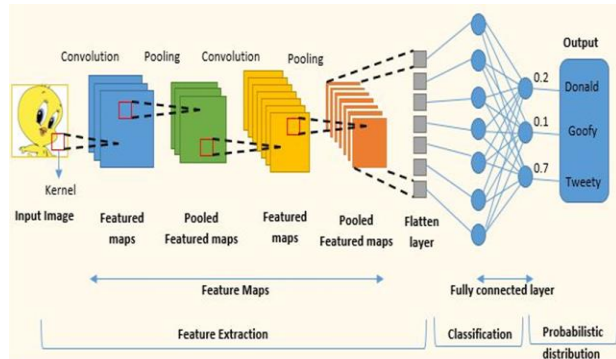 Convolution Pooling Convolution Pooling
Output
0.2
Donald
0.1
Goofy
0.7
Tweety
Kernel
Input Image
Featured
maps
Pooled
Featured maps
Featured
maps
Pooled
Featured maps
Flatten
layer
Feature Maps
Fully connected layer
Feature Extraction
Classification
Probabilistic
distribution